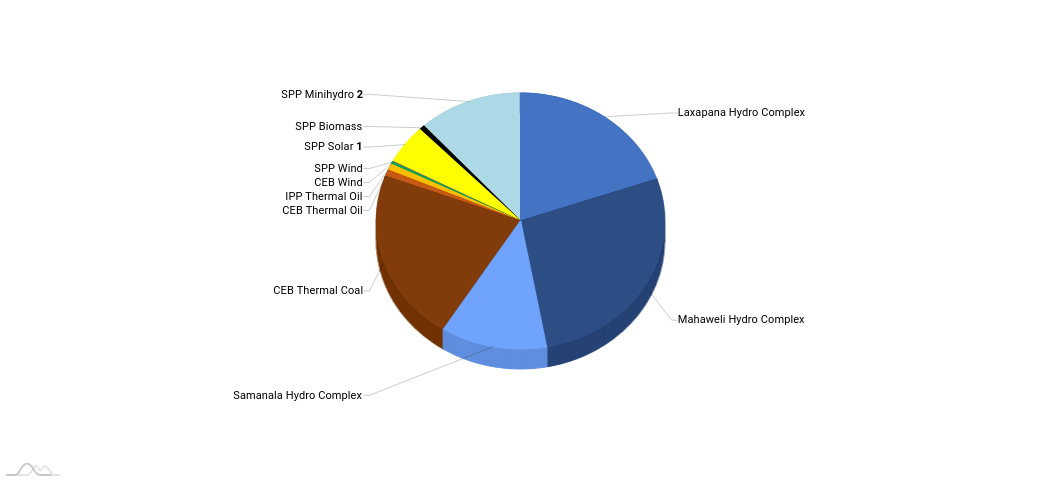 SPP Minihydro 2
Laxapana Hydro Complex
SPP Biomass
SPP Solar 1
SPP Wind
CEB Wind
IPP Thermal Oil
CEB Thermal Oil
CEB Thermal Coal
Mahaweli Hydro Complex
Samanala Hydro Complex